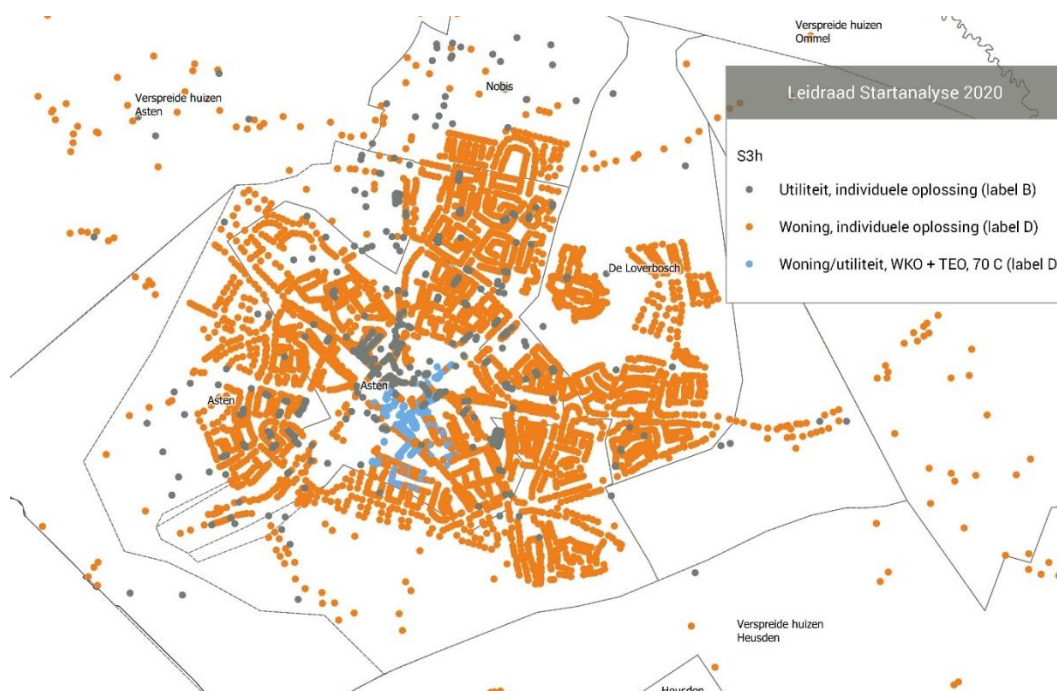 Verspreide huizen
Ommel
Nobis
Verspreide huizen
Asten
Leidraad Startanalyse 2020
S3h
Utiliteit, individuele oplossing (label B)
Woning, individuele oplossing (label D)
Woning/utiliteit, WKO + TEO, 70 C (label D
De Loverbosch
Asten
Asten
Verspreide huizen
Heusden
Heusden